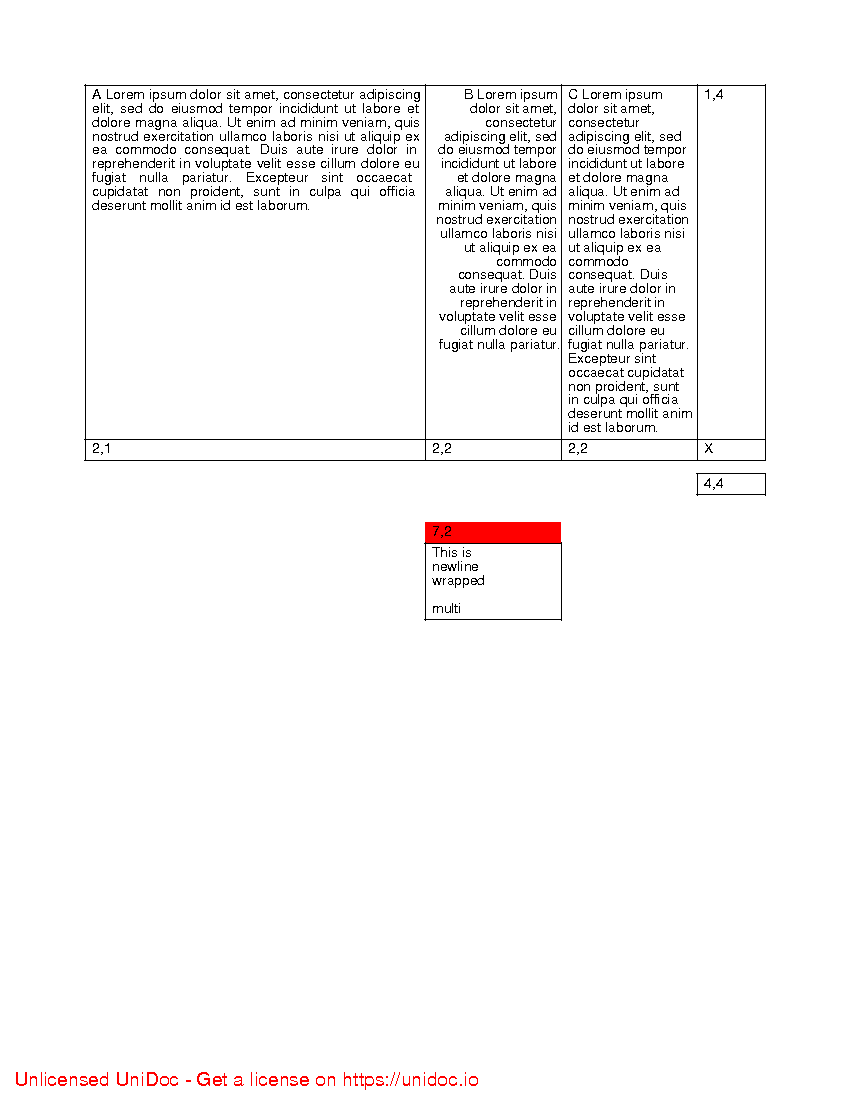 A Lorem ipsum dolor sit amet, consectetur adipiscing
elit, sed do eiusmod tempor incididunt ut labore et
dolore magna aliqua. Ut enim ad minim veniam, quis
nostrud exercitation ullamco laboris nisi ut aliquip ex
ea commodo consequat. Duis aute irure dolor in
reprehenderit in voluptate velit esse cillum dolore eu
fugiat nulla pariatur. Excepteur sint occaecat
cupidatat non proident, sunt in culpa qui officia
deserunt mollit anim id est laborum.
B Lorem ipsum
dolor sit amet,
consectetur
adipiscing elit, sed
do eiusmod tempor
incididunt ut labore
et dolore magna
aliqua. Ut enim ad
minim veniam, quis
nostrud exercitation
ullamco laboris nisi
ut aliquip ex ea
commodo
consequat. Duis
aute irure dolor in
reprehenderit in
voluptate velit esse
cillum dolore eu
fugiat nulla pariatur.
C Lorem ipsum
dolor sit amet,
consectetur
adipiscing elit, sed
do eiusmod tempor
incididunt ut labore
et dolore magna
aliqua. Ut enim ad
minim veniam, quis
nostrud exercitation
ullamco laboris nisi
ut aliquip ex ea
commodo
consequat. Duis
aute irure dolor in
reprehenderit in
voluptate velit esse
cillum dolore eu
fugiat nulla pariatur.
Excepteur sint
occaecat cupidatat
non proident, sunt
in culpa qui officia
deserunt mollit anim
id est laborum.
1,4
2,1
2,2
2,2
X
4,4
7,2
This is
newline
wrapped
multi
Unlicensed UniDoc - Get a license on https://unidoc.io